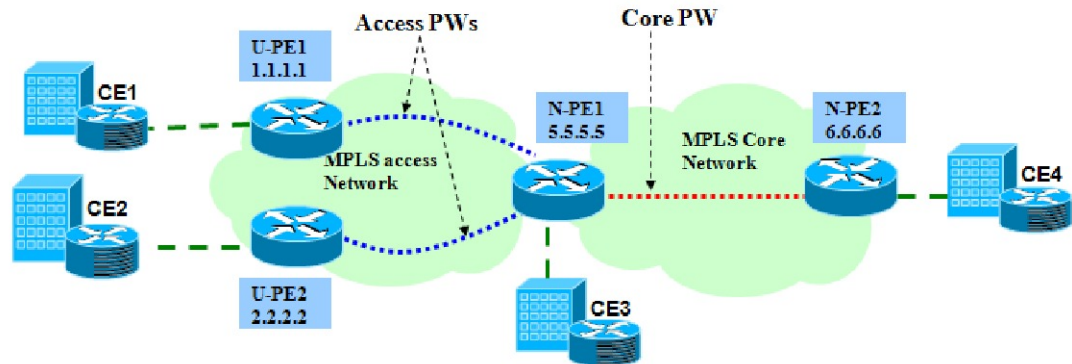 Access PWs
Core PW
U-PE1
1.1.1.1
CE1
N-PE1
5.5.5.5
N-PE2
6.6.6.6
MPLS access
Network
MPLS Core
Network
CE2
CE4
U-PE2
2.2.2.2
CE3